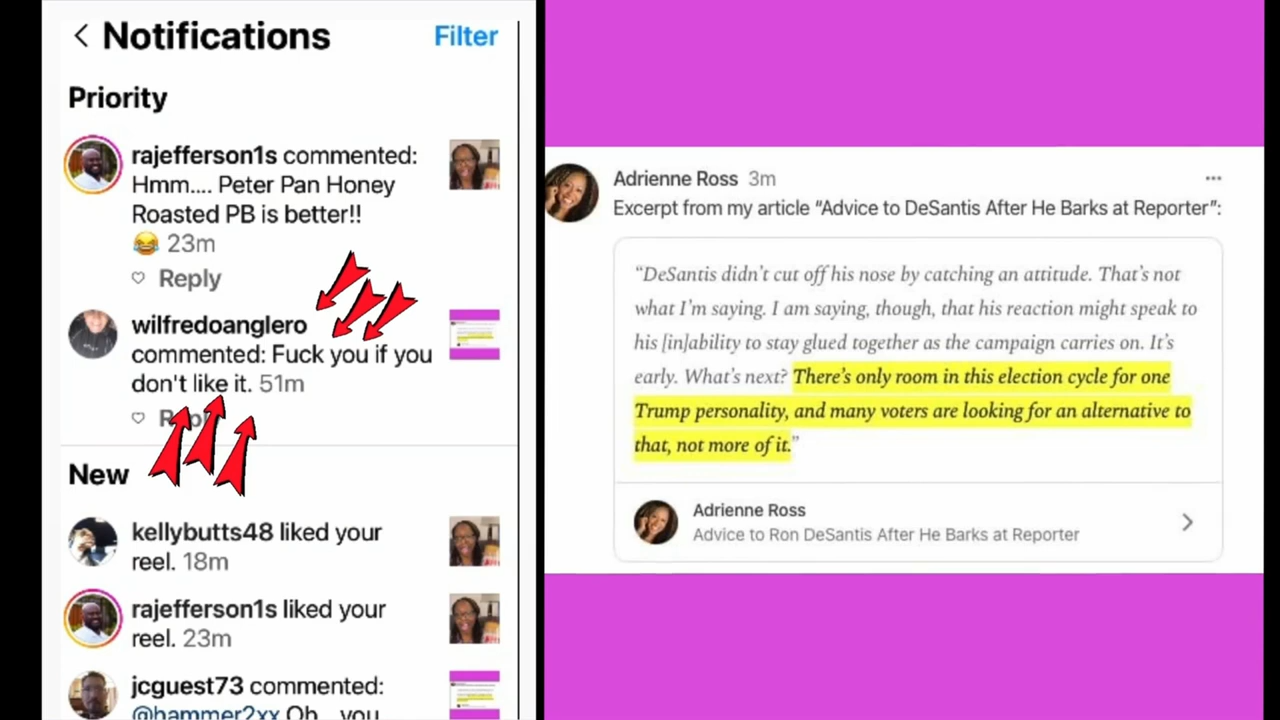 Notifications
Filter
Priority
rajefferson1s commented:
Hmm.... Peter Pan Honey
Roasted PB is better!!
😂 23m
Reply
wilfredoanglero
commented: Fuck you if you
don't like it. 51m
Reply
New
kellybutts48 liked your
reel. 18m
rajefferson1s liked your
reel. 23m
jcguest73 commented:
@hammer2xx Oh... you
Adrienne Ross 3m
Excerpt from my article “Advice to DeSantis After He Barks at Reporter”:
“DeSantis didn’t cut off his nose by catching an attitude. That’s not
what I’m saying. I am saying, though, that his reaction might speak to
his [in]ability to stay glued together as the campaign carries on. It’s
early. What’s next? There’s only room in this election cycle for one
Trump personality, and many voters are looking for an alternative to
that, not more of it.”
Adrienne Ross
Advice to Ron DeSantis After He Barks at Reporter